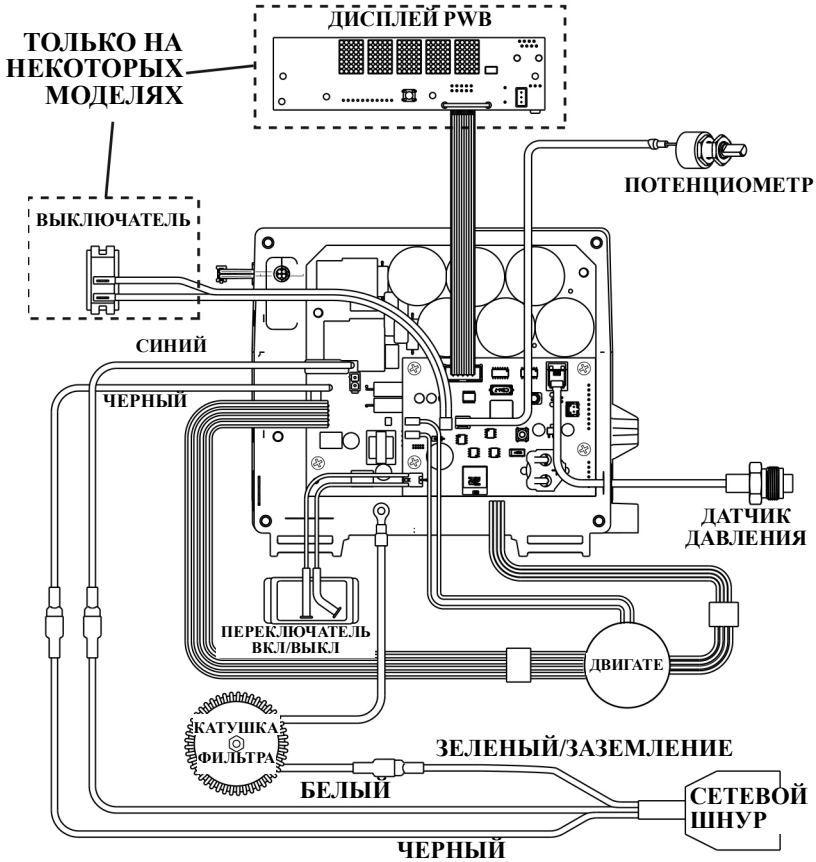 ДИСПЛЕЙ PWB
ТОЛЬКО НА
НЕКОТОРЫХ
МОДЕЛЯХ
ПОТЕНЦИОМЕТР
ВЫКЛЮЧАТЕЛЬ
СИНИЙ
ЧЕРНЫЙ
ДАТЧИК
ДАВЛЕНИЯ
ПЕРЕКЛЮЧАТЕЛЬ
ВКЛ/ВЫКЛ
ДВИГАТЕ
КАТУШКА
ФИЛЬТРА
ЗЕЛЕНЫЙ/ЗАЗЕМЛЕНИЕ
БЕЛЫЙ
СЕТЕВОЙ
ШНУР
ЧЕРНЫЙ